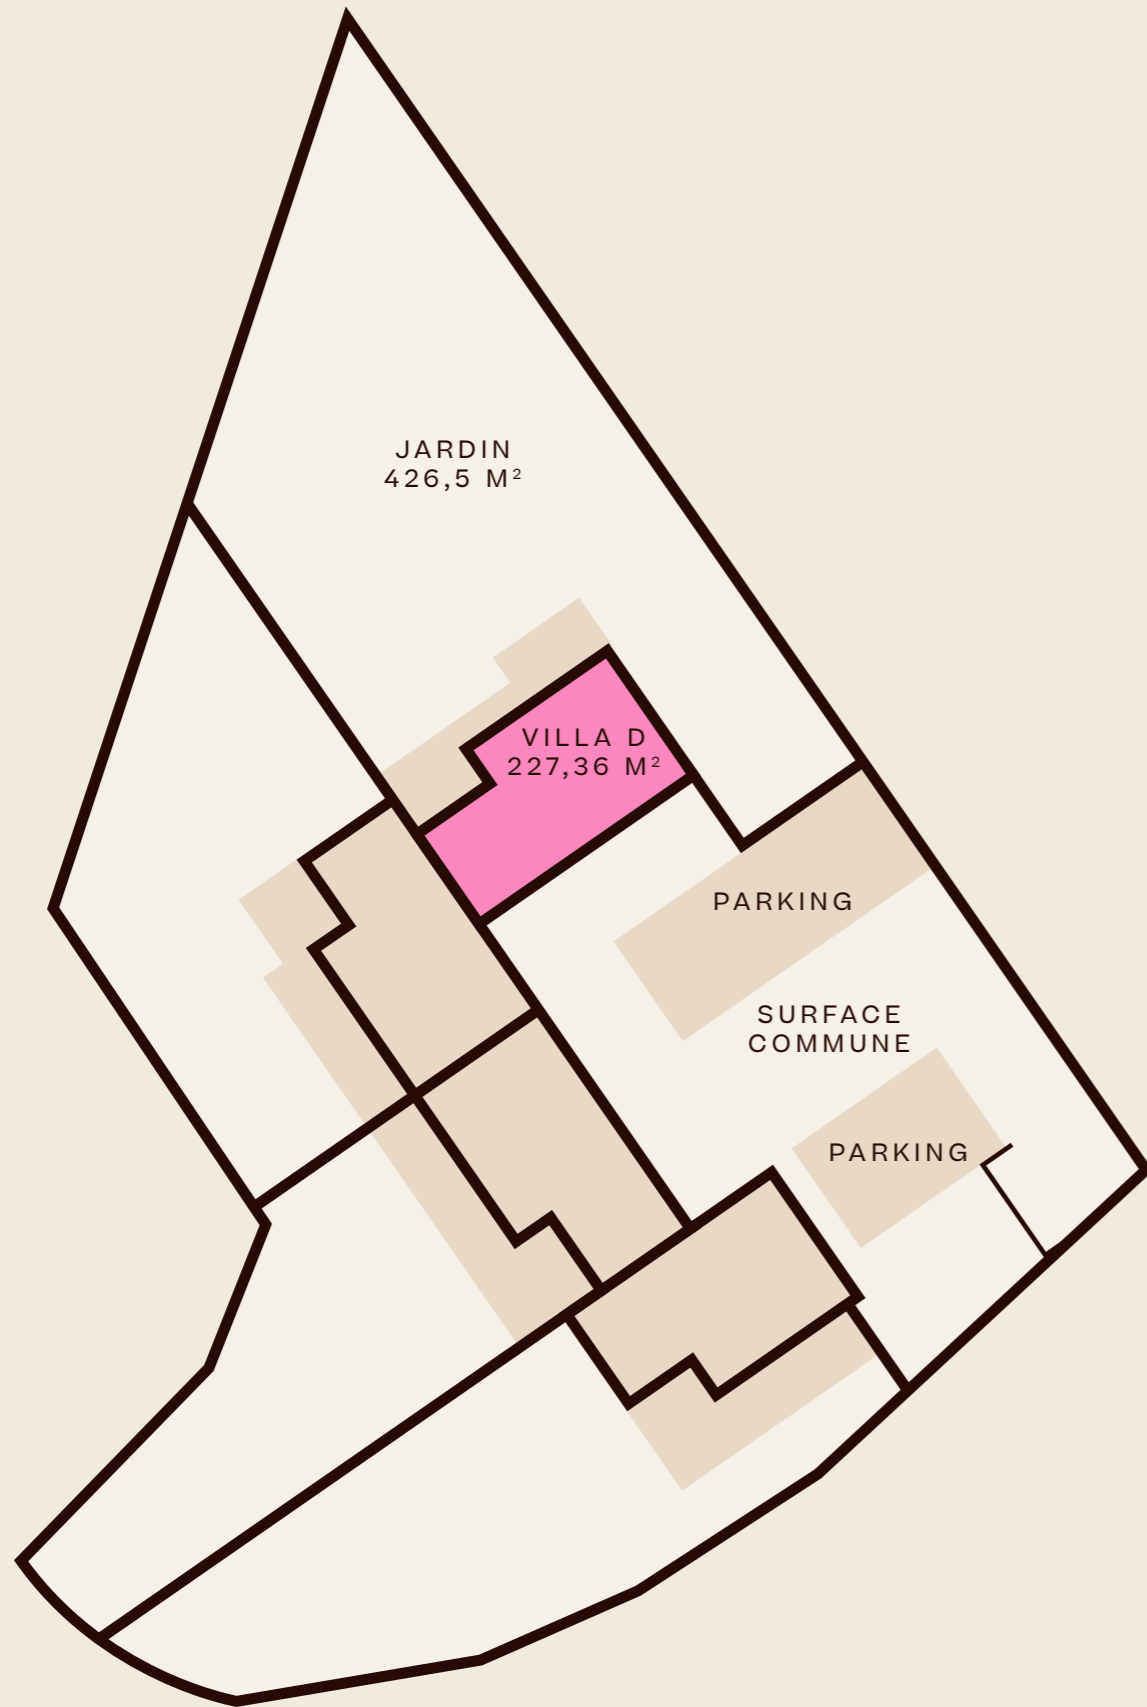 JARDIN
426,5 M²
VILLA D
227,36 M²
PARKING
SURFACE
COMMUNE
PARKING